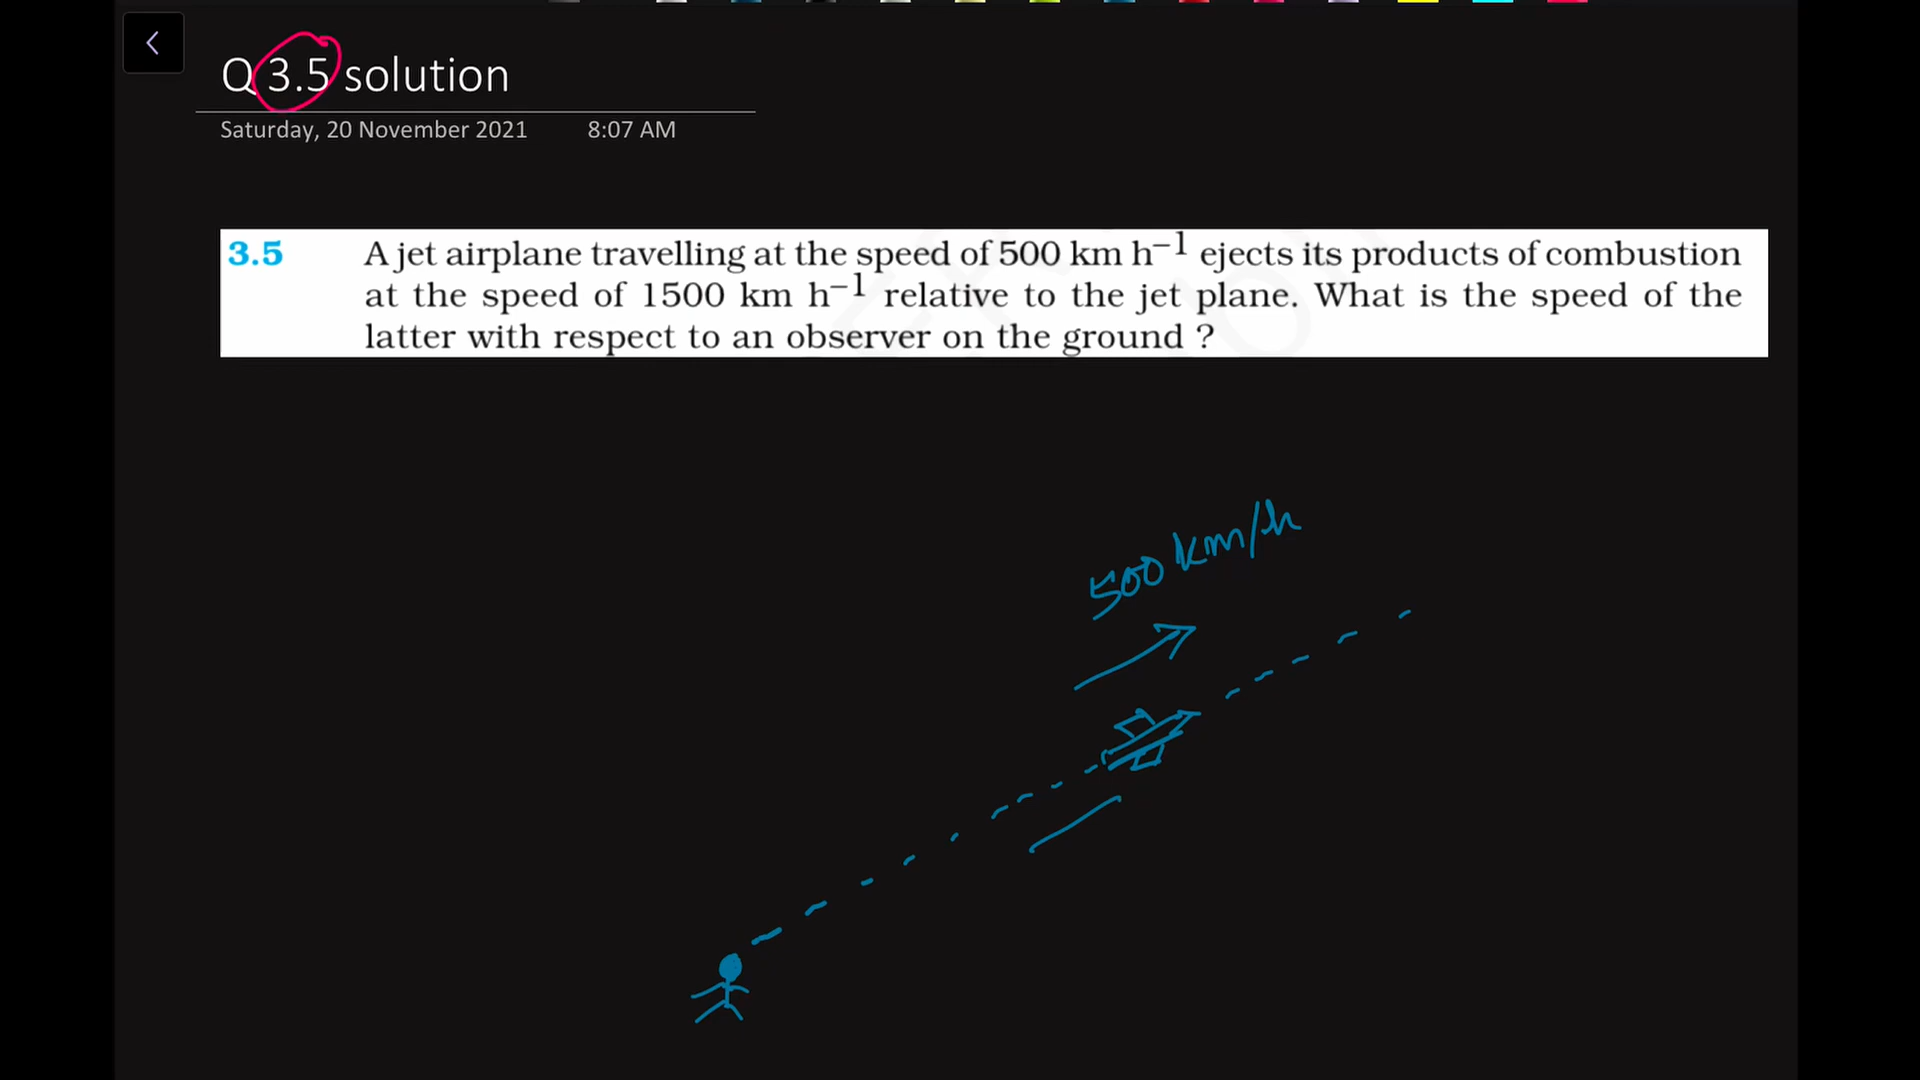 Q 3.5 solution
Saturday, 20 November 2021 8:07 AM
3.5 A jet airplane travelling at the speed of 500 km h⁻¹ ejects its products of combustion
at the speed of 1500 km h⁻¹ relative to the jet plane. What is the speed of the
latter with respect to an observer on the ground ?
500 km/h